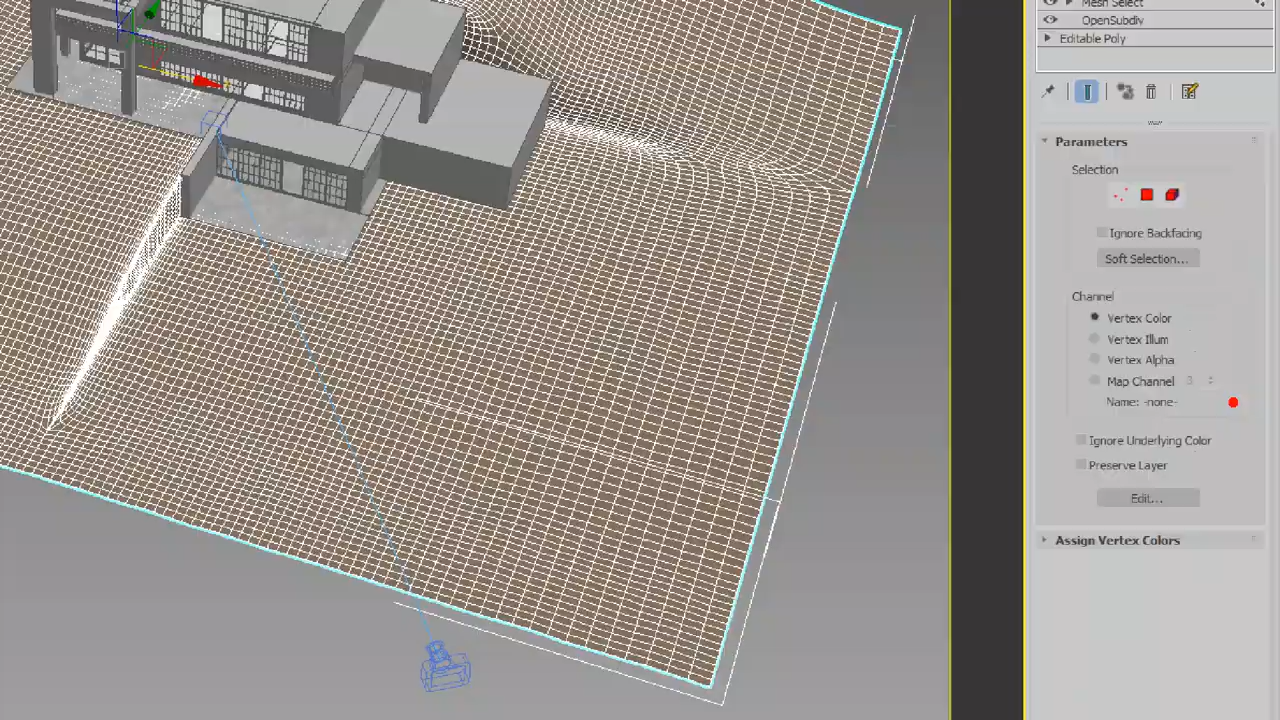 Mesh Select
OpenSubdiv
Editable Poly
Parameters
Selection
Ignore Backfacing
Soft Selection...
Channel
Vertex Color
Vertex Illum
Vertex Alpha
Map Channel 3
Name: -none-
Ignore Underlying Color
Preserve Layer
Edit...
Assign Vertex Colors